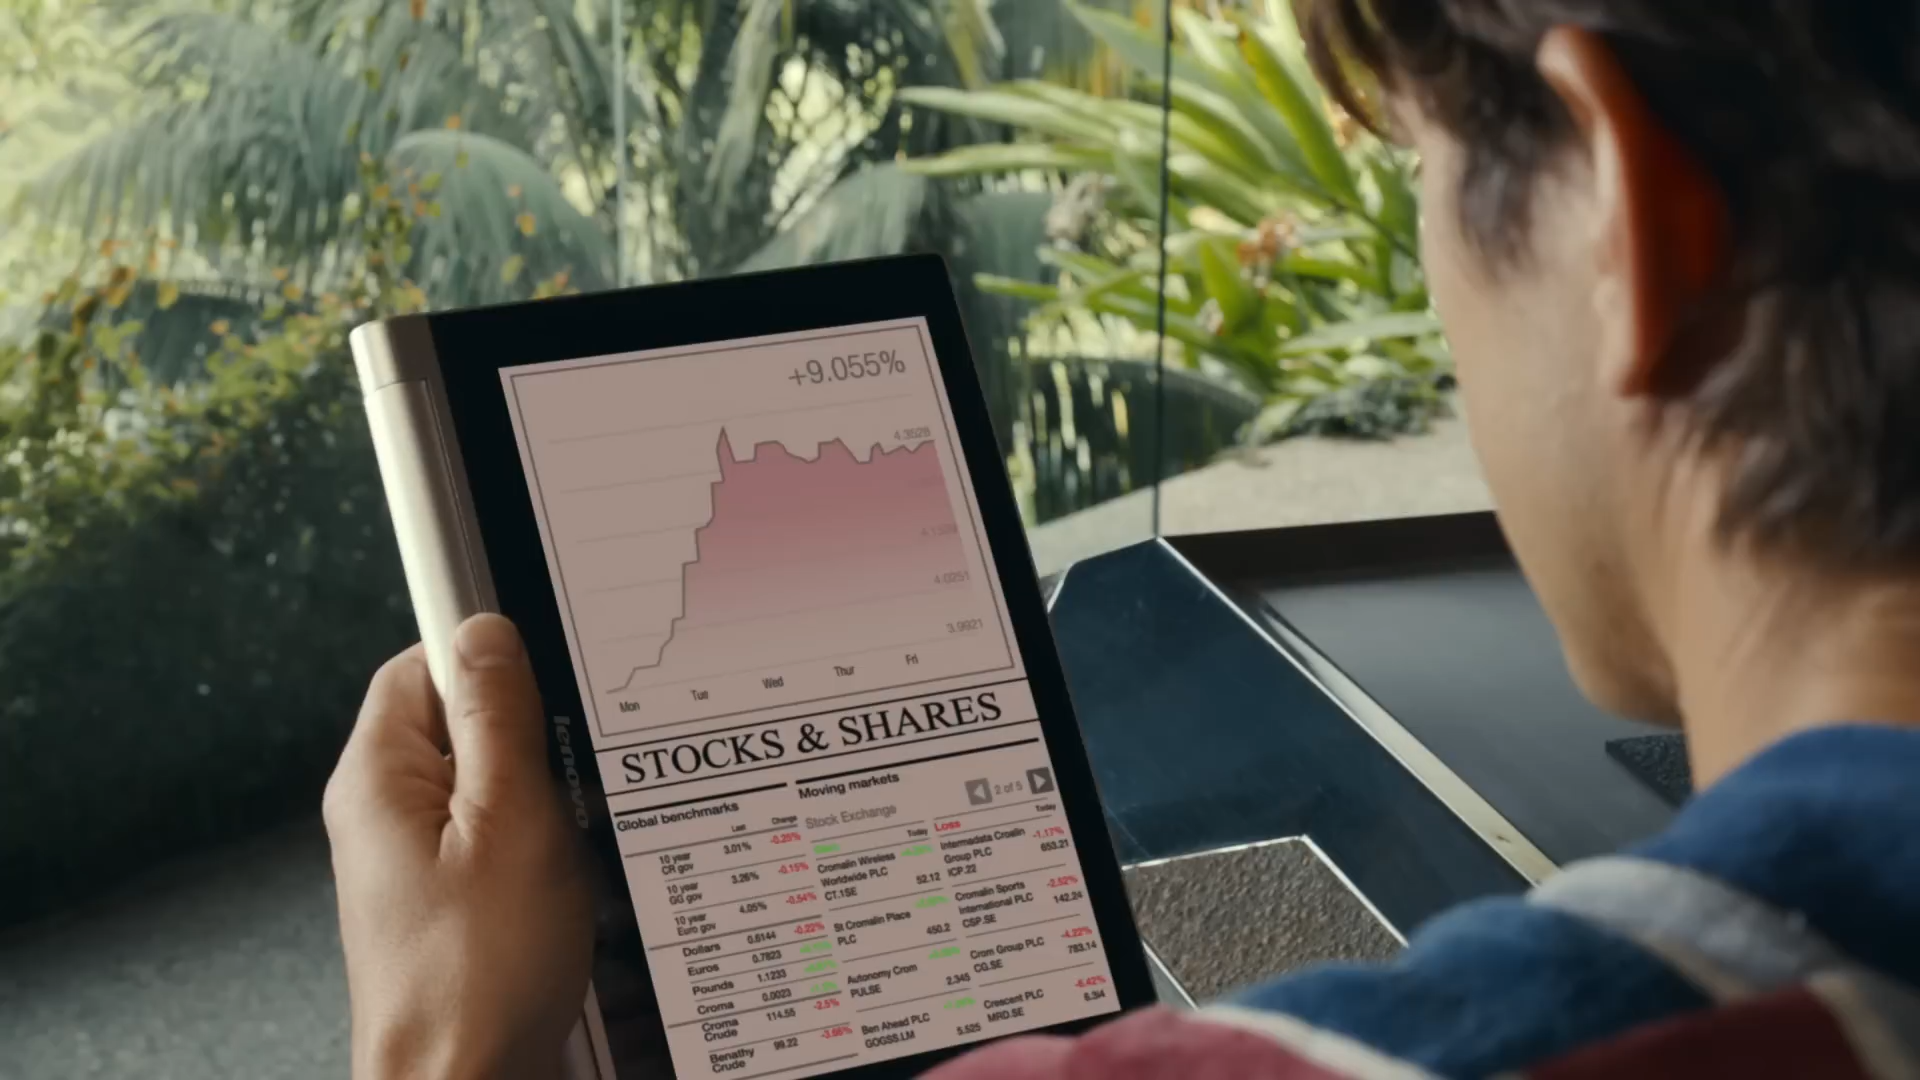 +9.055%
4.3528
4.0251
3.9921
Mon Tue Wed Thur Fri
lenovo
STOCKS & SHARES
Global benchmarks
Last Change
10 year CR gov 3.01% -0.25%
10 year GG gov 3.26% -0.15%
10 year Euro gov 4.05% -0.54%
Dollars 0.6144 -0.22%
Euros 0.7823
Pounds 1.1233
Croma 0.0023
Croma Crude 114.55 -2.5%
Benathy Crude 99.22 -3.66%
Moving markets
2 of 5
Stock Exchange
Today
Cromalin Wireless
Worldwide PLC
CT.1SE 52.12
St Cromalin Place
PLC 450.2
Autonomy Crom
PULSE 2.345
Ben Ahead PLC
GOGSS.LM 5.525
Loss Today
Intermedata Croalin -1.17%
Group PLC 653.21
ICP.22
Cromalin Sports -2.52%
International PLC 142.24
CSP.SE
Crom Group PLC -4.22%
CG.SE 783.14
Crescent PLC -6.42%
MRD.SE 6.3l4